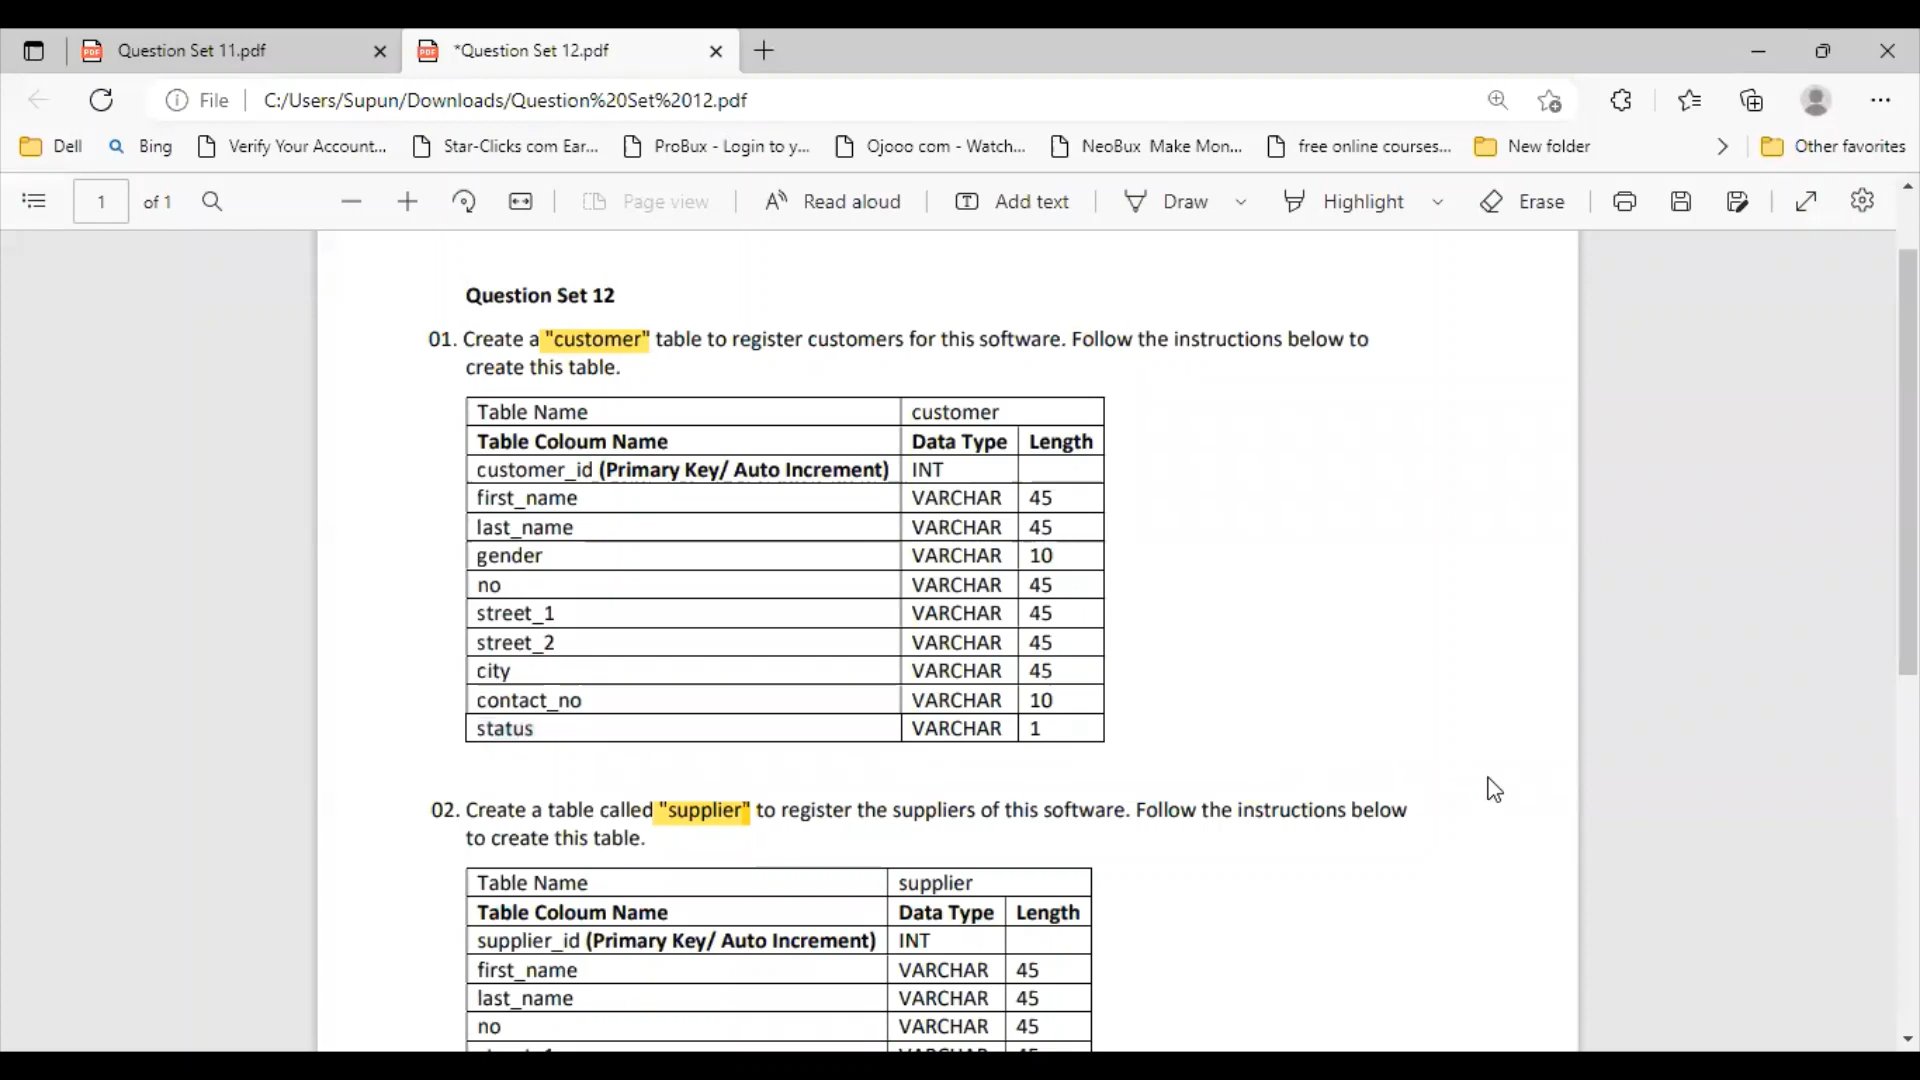 Question Set 11.pdf
*Question Set 12.pdf
File
C:/Users/Supun/Downloads/Question%20Set%2012.pdf
Dell
Bing
Verify Your Account...
Star-Clicks com Ear...
ProBux - Login to y...
Ojooo com - Watch...
NeoBux Make Mon...
free online courses...
New folder
Other favorites
1 of 1
Page view
Read aloud
Add text
Draw
Highlight
Erase
Question Set 12
01. Create a "customer" table to register customers for this software. Follow the instructions below to
create this table.
Table Name customer
Table Coloum Name Data Type Length
customer_id (Primary Key/ Auto Increment) INT
first_name VARCHAR 45
last_name VARCHAR 45
gender VARCHAR 10
no VARCHAR 45
street_1 VARCHAR 45
street_2 VARCHAR 45
city VARCHAR 45
contact_no VARCHAR 10
status VARCHAR 1
02. Create a table called "supplier" to register the suppliers of this software. Follow the instructions below
to create this table.
Table Name supplier
Table Coloum Name Data Type Length
supplier_id (Primary Key/ Auto Increment) INT
first_name VARCHAR 45
last_name VARCHAR 45
no VARCHAR 45